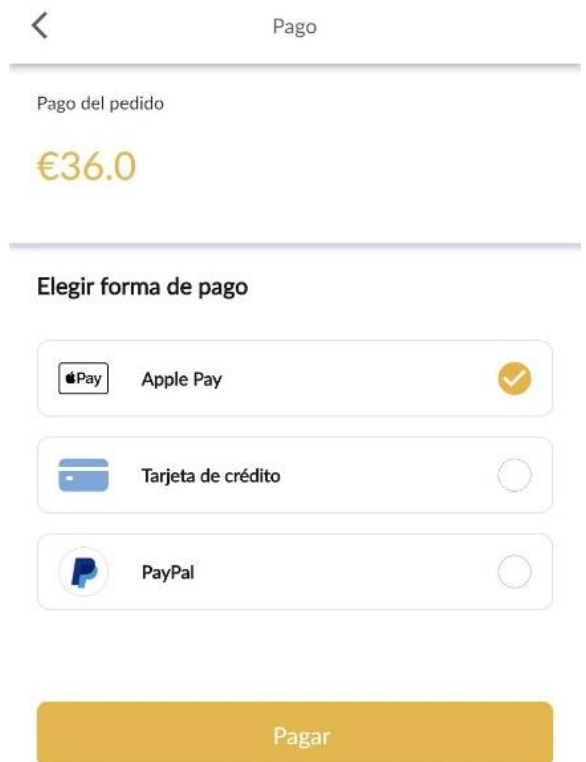 Pago
Pago del pedido
€36.0
Elegir forma de pago
Pay Apple Pay
Tarjeta de crédito
PayPal
Pagar